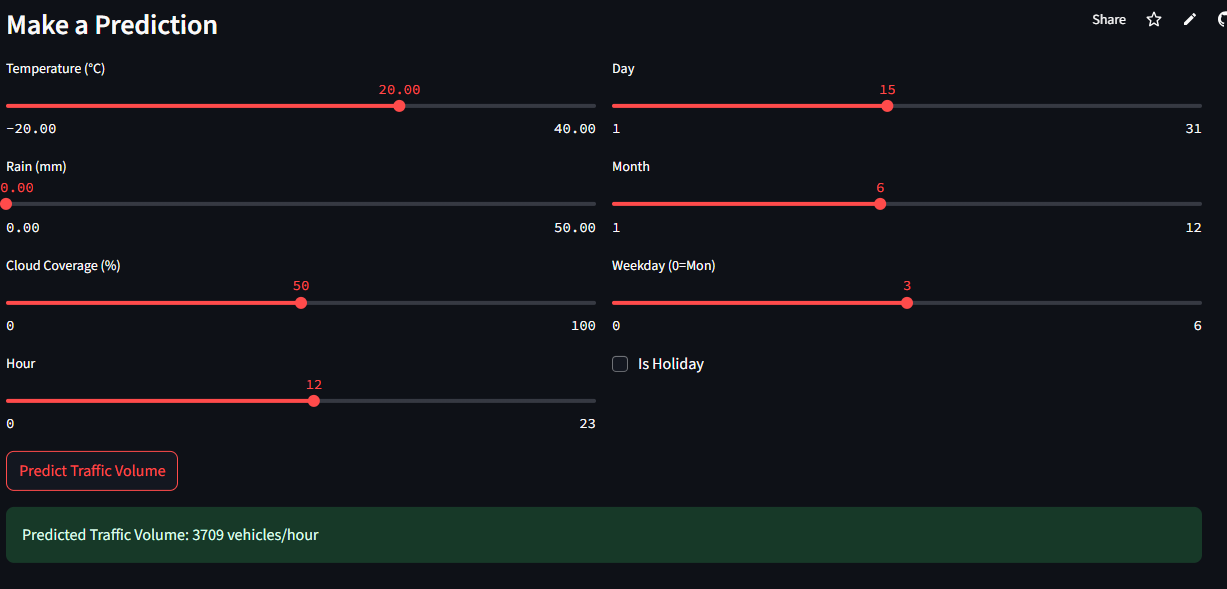 Make a Prediction
Share
Temperature (°C)
20.00
−20.00
40.00
Rain (mm)
0.00
0.00
50.00
Cloud Coverage (%)
50
0
100
Hour
12
0
23
Day
15
1
31
Month
6
1
12
Weekday (0=Mon)
3
0
6
Is Holiday
Predict Traffic Volume
Predicted Traffic Volume: 3709 vehicles/hour